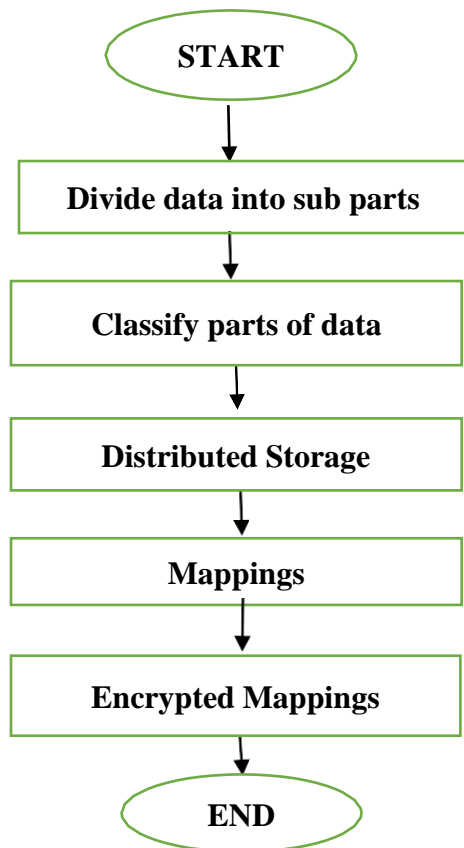 START
Divide data into sub parts
Classify parts of data
Distributed Storage
Mappings
Encrypted Mappings
END